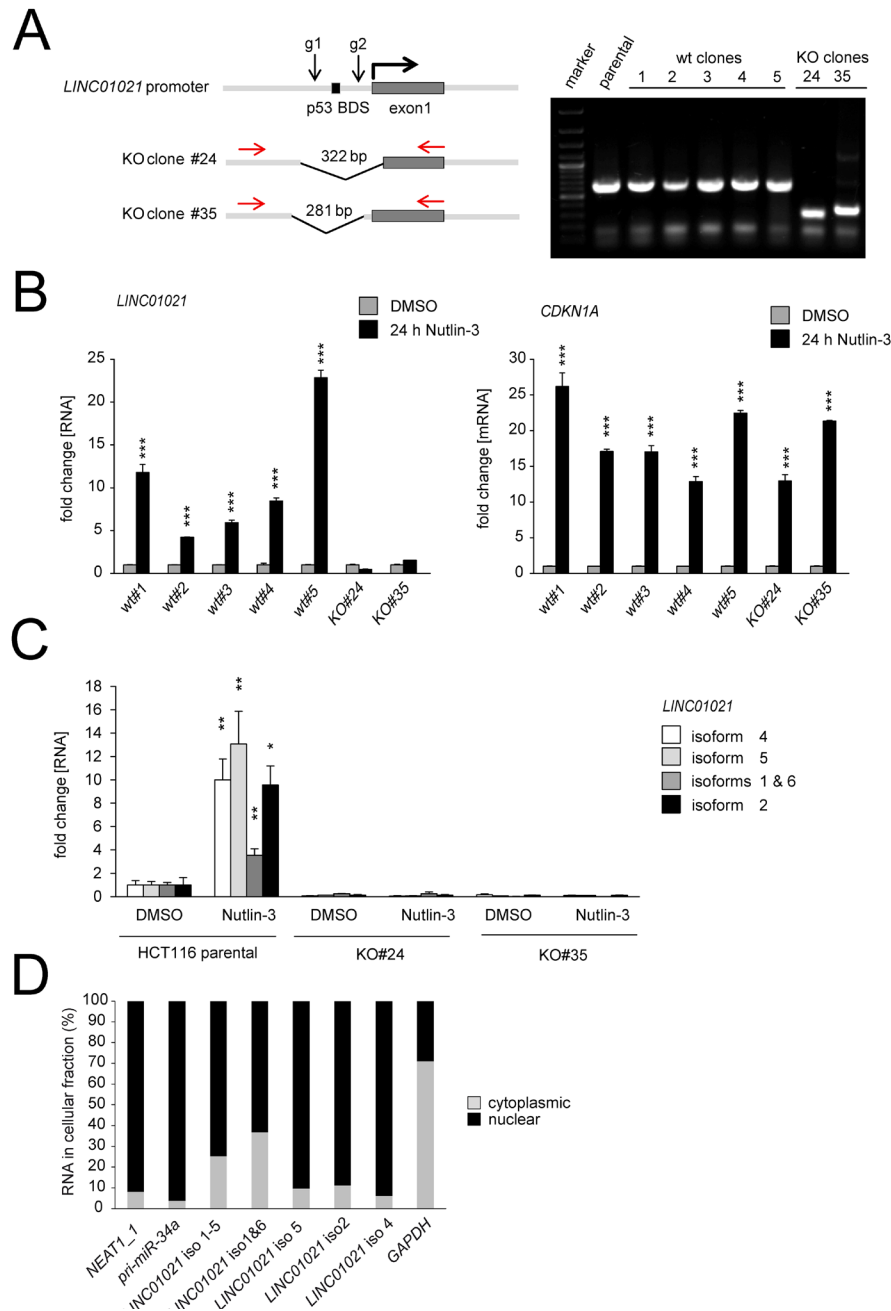 A
g1 g2
LINC01021 promoter
p53 BDS exon1
KO clone #24
322 bp
KO clone #35
281 bp
marker
parental
wt clones
KO clones
1 2 3 4 5 24 35
B
LINC01021
DMSO
24 h Nutlin-3
fold change [RNA]
25
20
15
10
5
0
***
***
***
***
***
wt#1 wt#2 wt#3 wt#4 wt#5 KO#24 KO#35
CDKN1A
DMSO
24 h Nutlin-3
fold change [mRNA]
30
25
20
15
10
5
0
***
***
***
***
***
***
***
wt#1 wt#2 wt#3 wt#4 wt#5 KO#24 KO#35
C
fold change [RNA]
18
16
14
12
10
8
6
4
2
0
**
**
**
*
DMSO Nutlin-3 DMSO Nutlin-3 DMSO Nutlin-3
HCT116 parental KO#24 KO#35
LINC01021
isoform 4
isoform 5
isoforms 1 & 6
isoform 2
D
RNA in cellular fraction (%)
100
90
80
70
60
50
40
30
20
10
0
cytoplasmic
nuclear
NEAT1_1
pri-miR-34a
LINC01021 iso 1-5
LINC01021 iso1&6
LINC01021 iso 5
LINC01021 iso2
LINC01021 iso 4
GAPDH